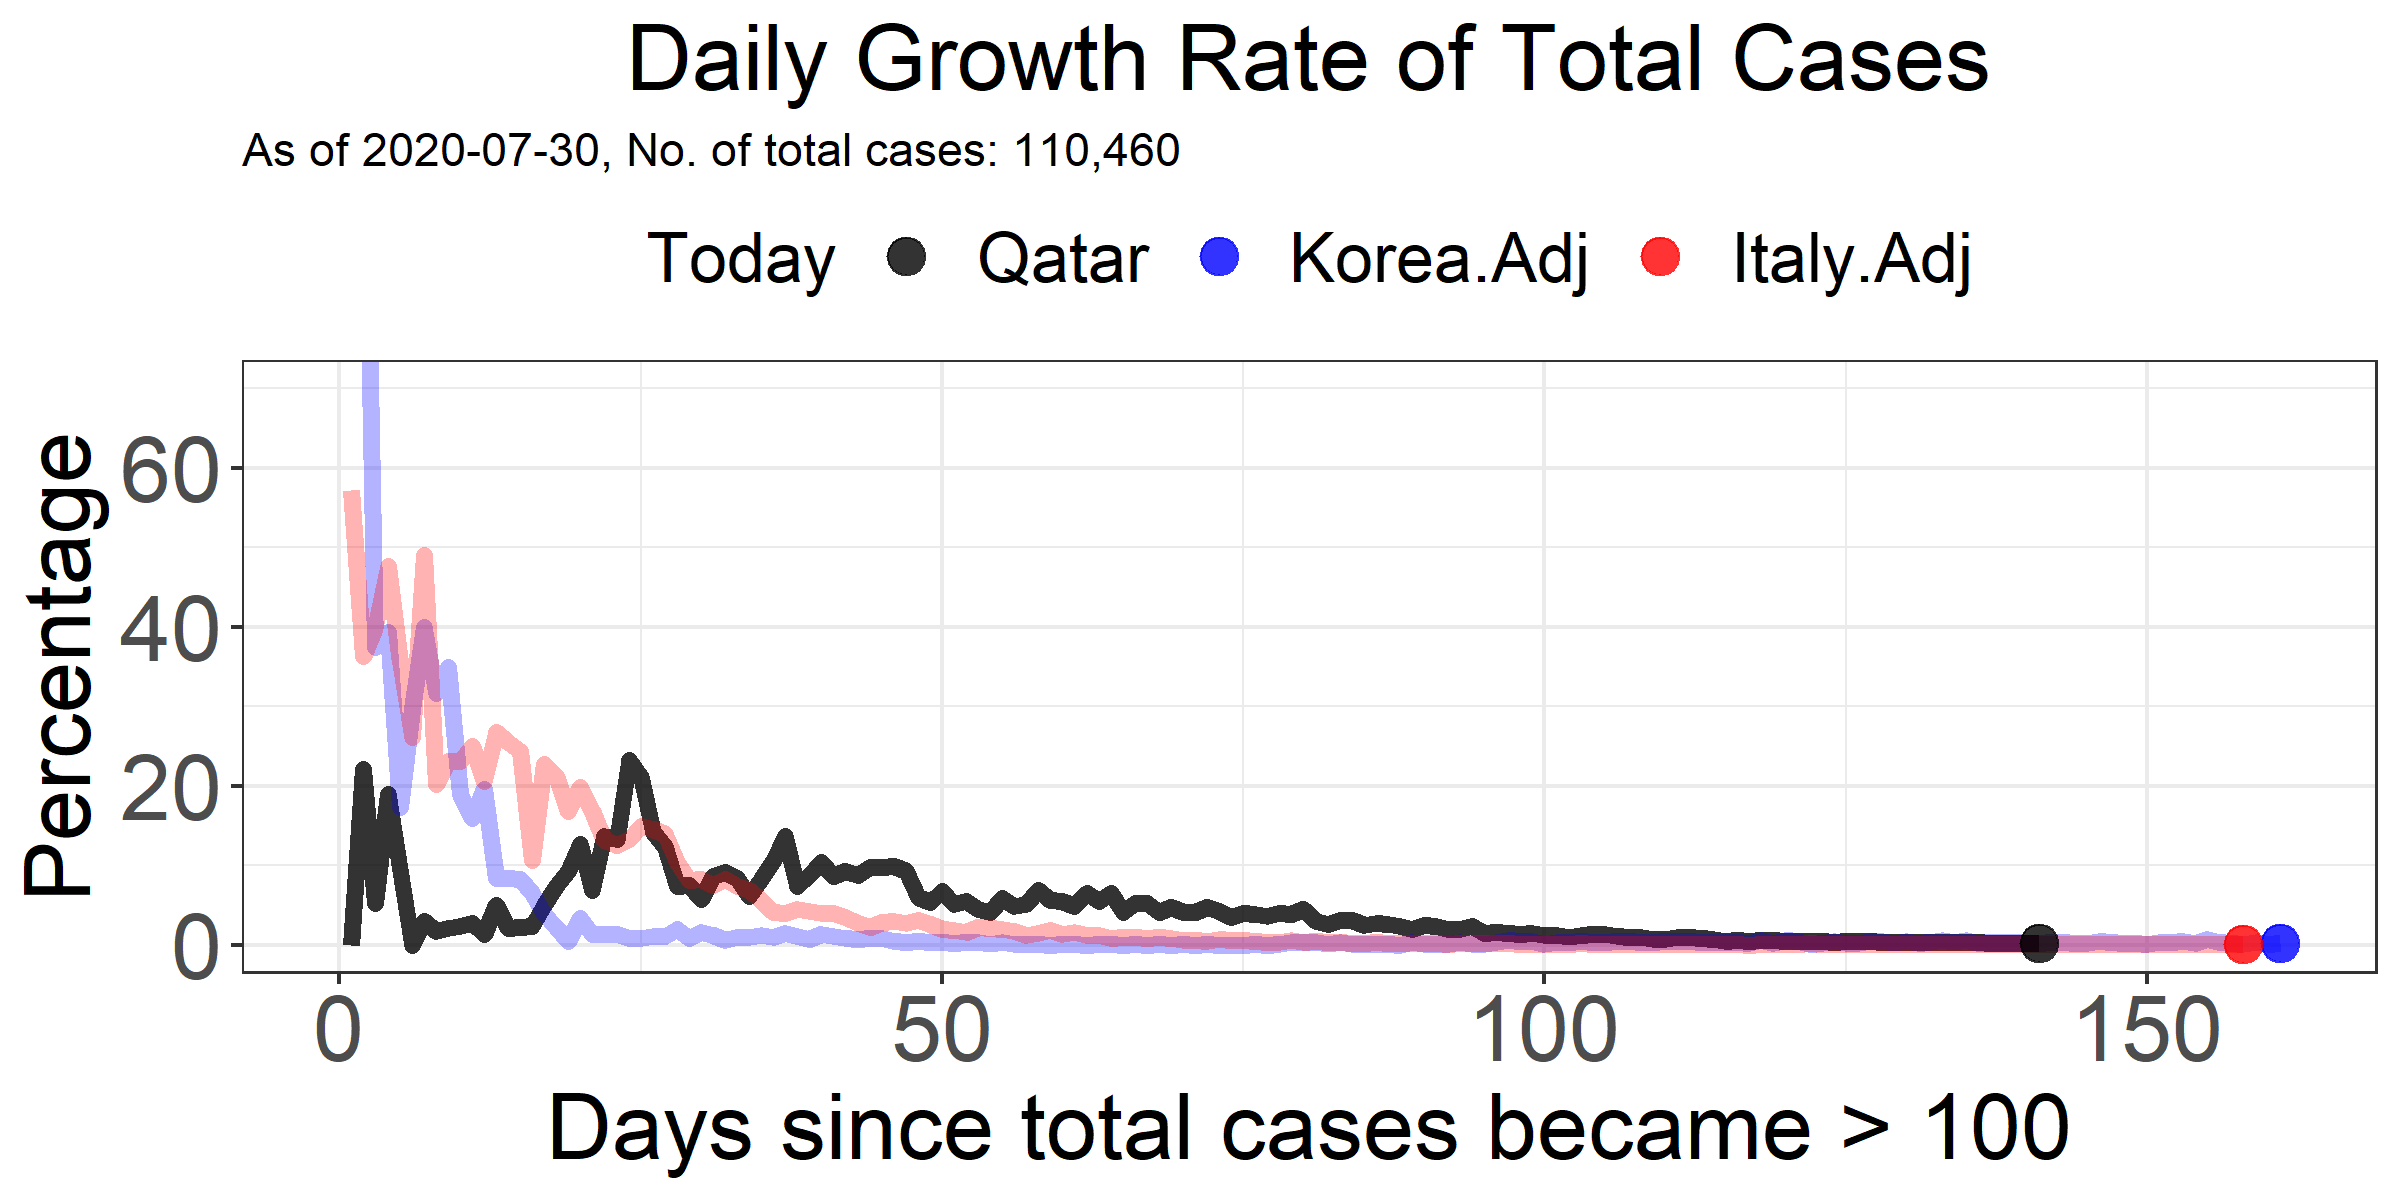 Daily Growth Rate of Total Cases
As of 2020-07-30, No. of total cases: 110,460
Today Qatar Korea.Adj Italy.Adj
Percentage
60
40
20
0
0 50 100 150
Days since total cases became > 100